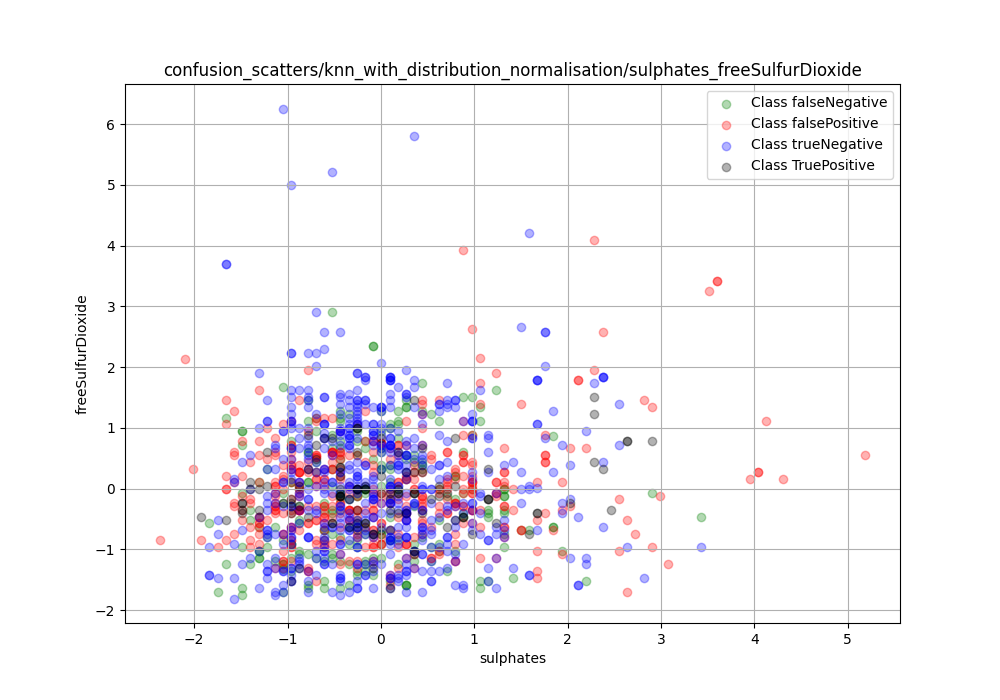 confusion_scatters/knn_with_distribution_normalisation/sulphates_freeSulfurDioxide
Class falseNegative
Class falsePositive
Class trueNegative
Class TruePositive
6
5
4
3
2
1
0
−1
−2
freeSulfurDioxide
−2 −1 0 1 2 3 4 5
sulphates